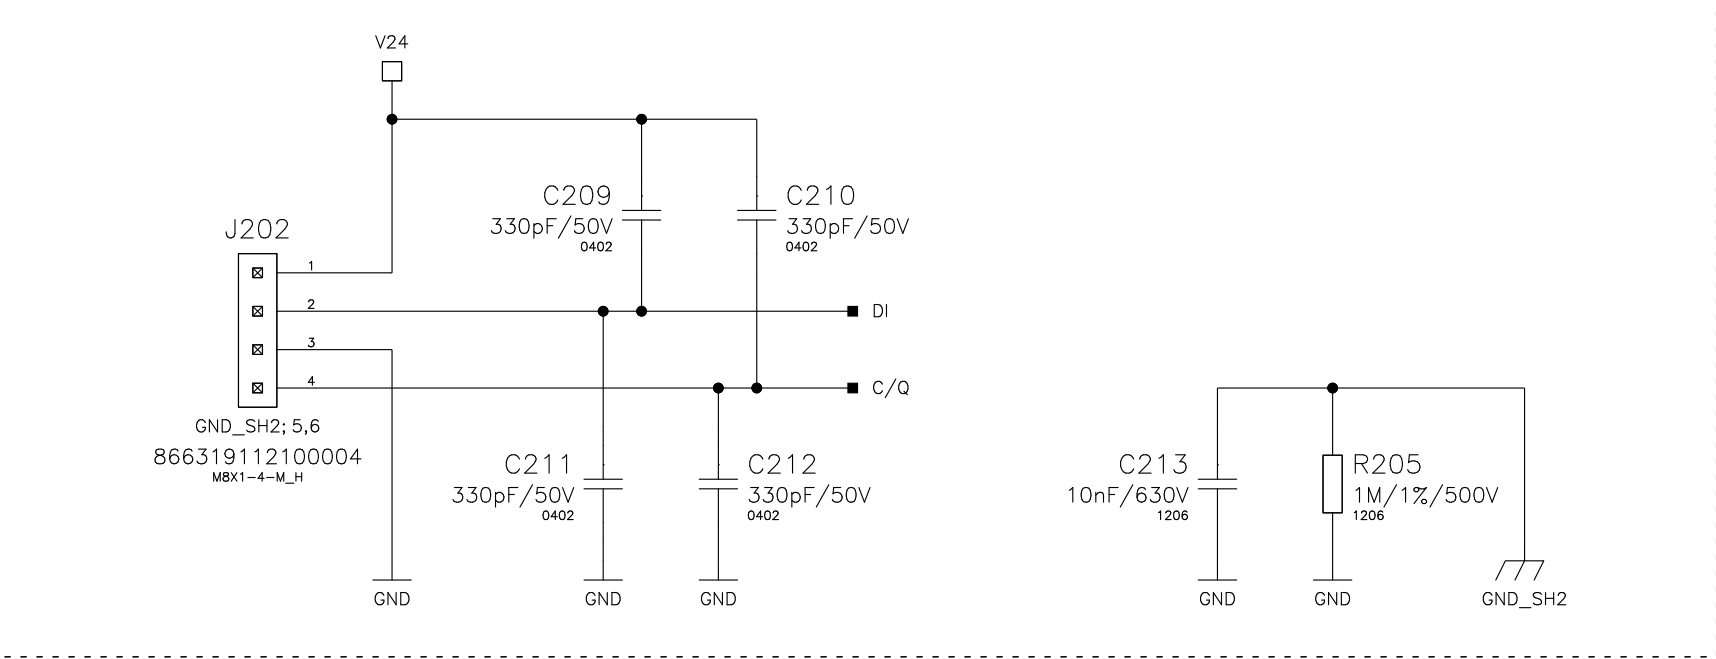 V24
C209
330pF/50V
0402
C210
330pF/50V
0402
J202
1
2
3
4
DI
C/Q
GND_SH2; 5,6
866319112100004
M8X1-4-M_H
C211
330pF/50V
0402
C212
330pF/50V
0402
C213
10nF/630V
1206
R205
1M/1%/500V
1206
GND
GND
GND
GND
GND
GND_SH2